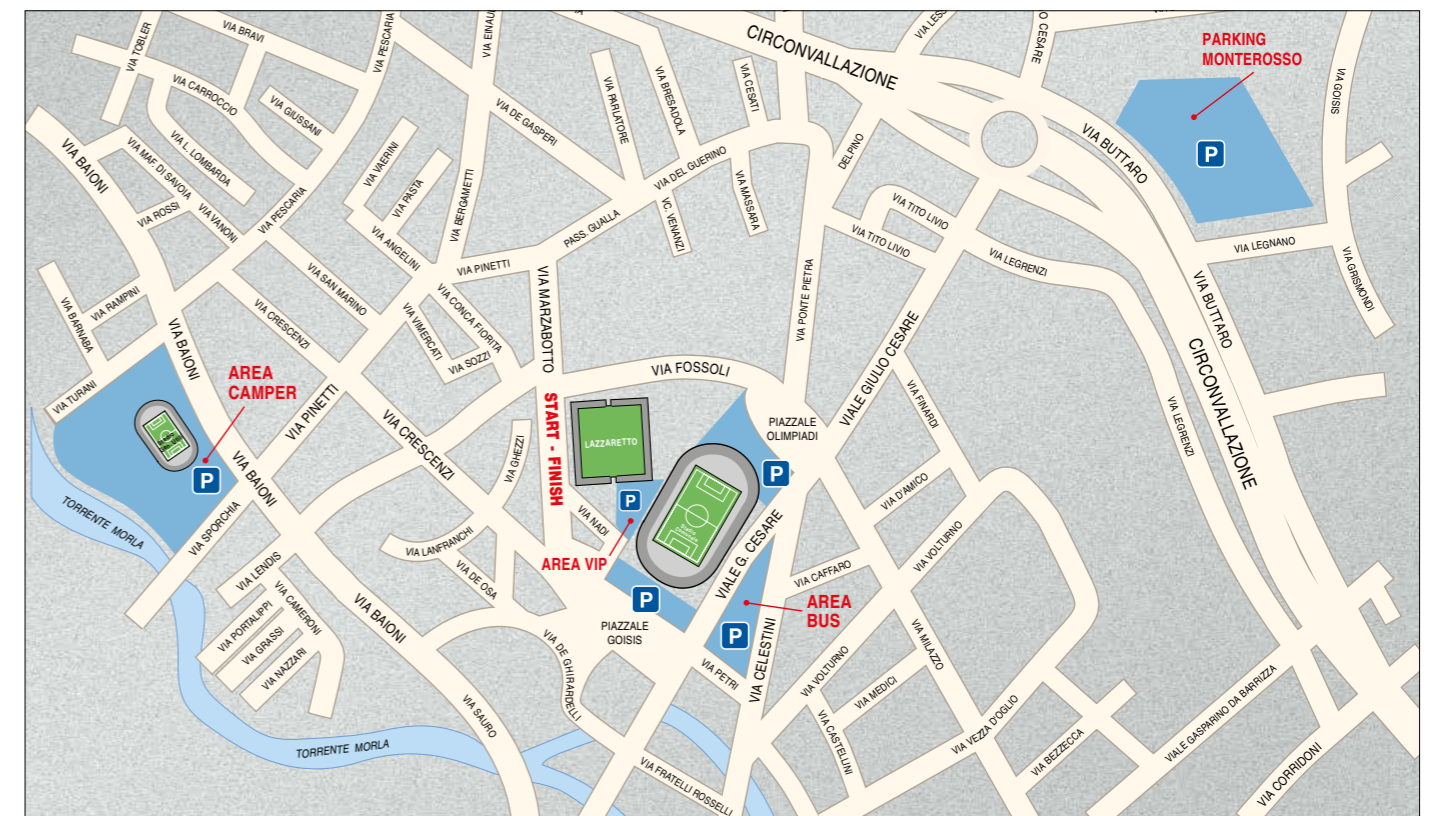 VIA TOBLER
VIA BRAVI
VIA PESCARIA
VIA EINAU
CIRCONVALLAZIONE
VIA LES
O CESARE
PARKING
MONTEROSSO
VIA GOISIS
P
VIA CARROCCIO
VIA GIUSSANI
VIA DE GASPERI
VIA PARLATORE
VIA BRESADOLA
VIA CESATI
DELPINO
VIA BUTTARO
VIA BAIONI
VIA MAF. DI SAVOIA
VIA L. LOMBARDA
VIA VAERINI
VIA PASTA
VIA BERGAMETTI
VIA DEL GUERINO
VIA MASSARA
VC. VENANZI
PASS. GUALLA
VIA ROSSI
VIA VANONI
VIA PESCARIA
VIA ANGELINI
VIA TITO LIVIO
VIA TITO LIVIO
VIA LEGRENZI
VIA LEGNANO
VIA GRISMONDI
VIA BARNABA
VIA RAMPINI
VIA SAN MARINO
VIA PINETTI
VIA MARZABOTTO
VIA PONTE PIETRA
VIA BUTTARO
VIA CRESCENZI
VIA VIMERCATI
VIA CONCA FIORITA
VIA SOZZI
VIA BAIONI
VIALE GIULIO CESARE
CIRCONVALLAZIONE
VIA TURANI
AREA
CAMPER
VIA PINETTI
VIA FOSSOLI
VIA FINARDI
VIA LEGRENZI
START - FINISH
LAZZARETTO
PIAZZALE
OLIMPIADI
VIA CRESCENZI
VIA GHEZZI
P
P
P
VIA BAIONI
VIA D'AMICO
TORRENTE MORLA
VIA SPORCHIA
VIA NADI
VIALE G. CESARE
VIA VOLTURNO
VIA LANFRANCHI
AREA VIP
VIA CAFFARO
VIA LENDIS
VIA DE OSA
P
AREA
BUS
VIA CAMERONI
VIA PORTALIPPI
VIA GRASSI
VIA NAZZARI
VIA BAIONI
PIAZZALE
GOISIS
P
VIA CELESTINI
VIA MILAZZO
VIA DE GHIRARDELLI
VIA PETRI
VIA VOLTURNO
VIA MEDICI
VIA CASTELLINI
VIA SAURO
VIA VEZZA D'OGLIO
VIA BEZZECCA
VIALE GASPARINO DA BARRIZZA
TORRENTE MORLA
VIA FRATELLI ROSSELLI
VIA CORRIDONI